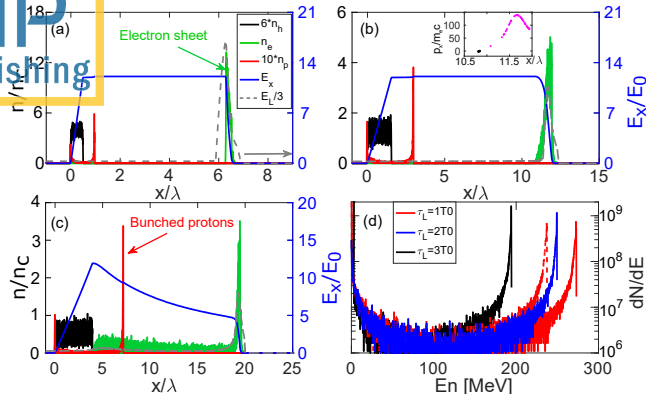 (a)
n/n
18
12
6
0
21
14
7
0
0
2
4
6
8
x/λ
Electron sheet
6*n_h
n_e
10*n_p
E_x
E_L/3
E_x/E_0
(b)
6
4
2
0
21
14
7
0
0
5
10
15
x/λ
E_x/E_0
100
50
0
10.5
11.5
x/λ
(c)
n/n_c
4
3
2
1
0
20
15
10
5
0
0
5
10
15
20
25
x/λ
Bunched protons
E_x/E_0
(d)
τ_L=1T0
τ_L=2T0
τ_L=3T0
10^9
10^8
10^7
10^6
dN/dE
0
100
200
300
En [MeV]
P
shing